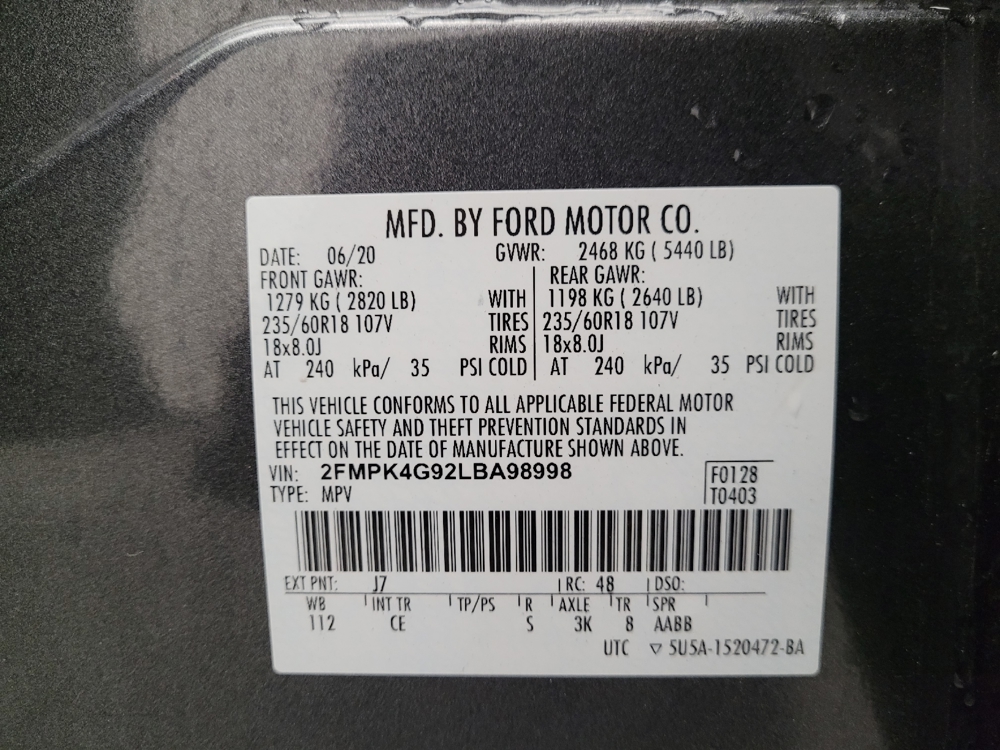 MFD. BY FORD MOTOR CO.
DATE: 06/20 GVWR: 2468 KG ( 5440 LB)
FRONT GAWR: REAR GAWR:
1279 KG ( 2820 LB) WITH 1198 KG ( 2640 LB) WITH
235/60R18 107V TIRES 235/60R18 107V TIRES
18x8.0J RIMS 18x8.0J RIMS
AT 240 kPa/ 35 PSI COLD AT 240 kPa/ 35 PSI COLD
THIS VEHICLE CONFORMS TO ALL APPLICABLE FEDERAL MOTOR
VEHICLE SAFETY AND THEFT PREVENTION STANDARDS IN
EFFECT ON THE DATE OF MANUFACTURE SHOWN ABOVE.
VIN: 2FMPK4G92LBA98998 F0128
TYPE: MPV T0403
EXT PNT: J7 RC: 48 DSO:
WB INT TR TP/PS R AXLE TR SPR
112 CE S 3K 8 AABB
UTC ▽ 5U5A-1520472-BA